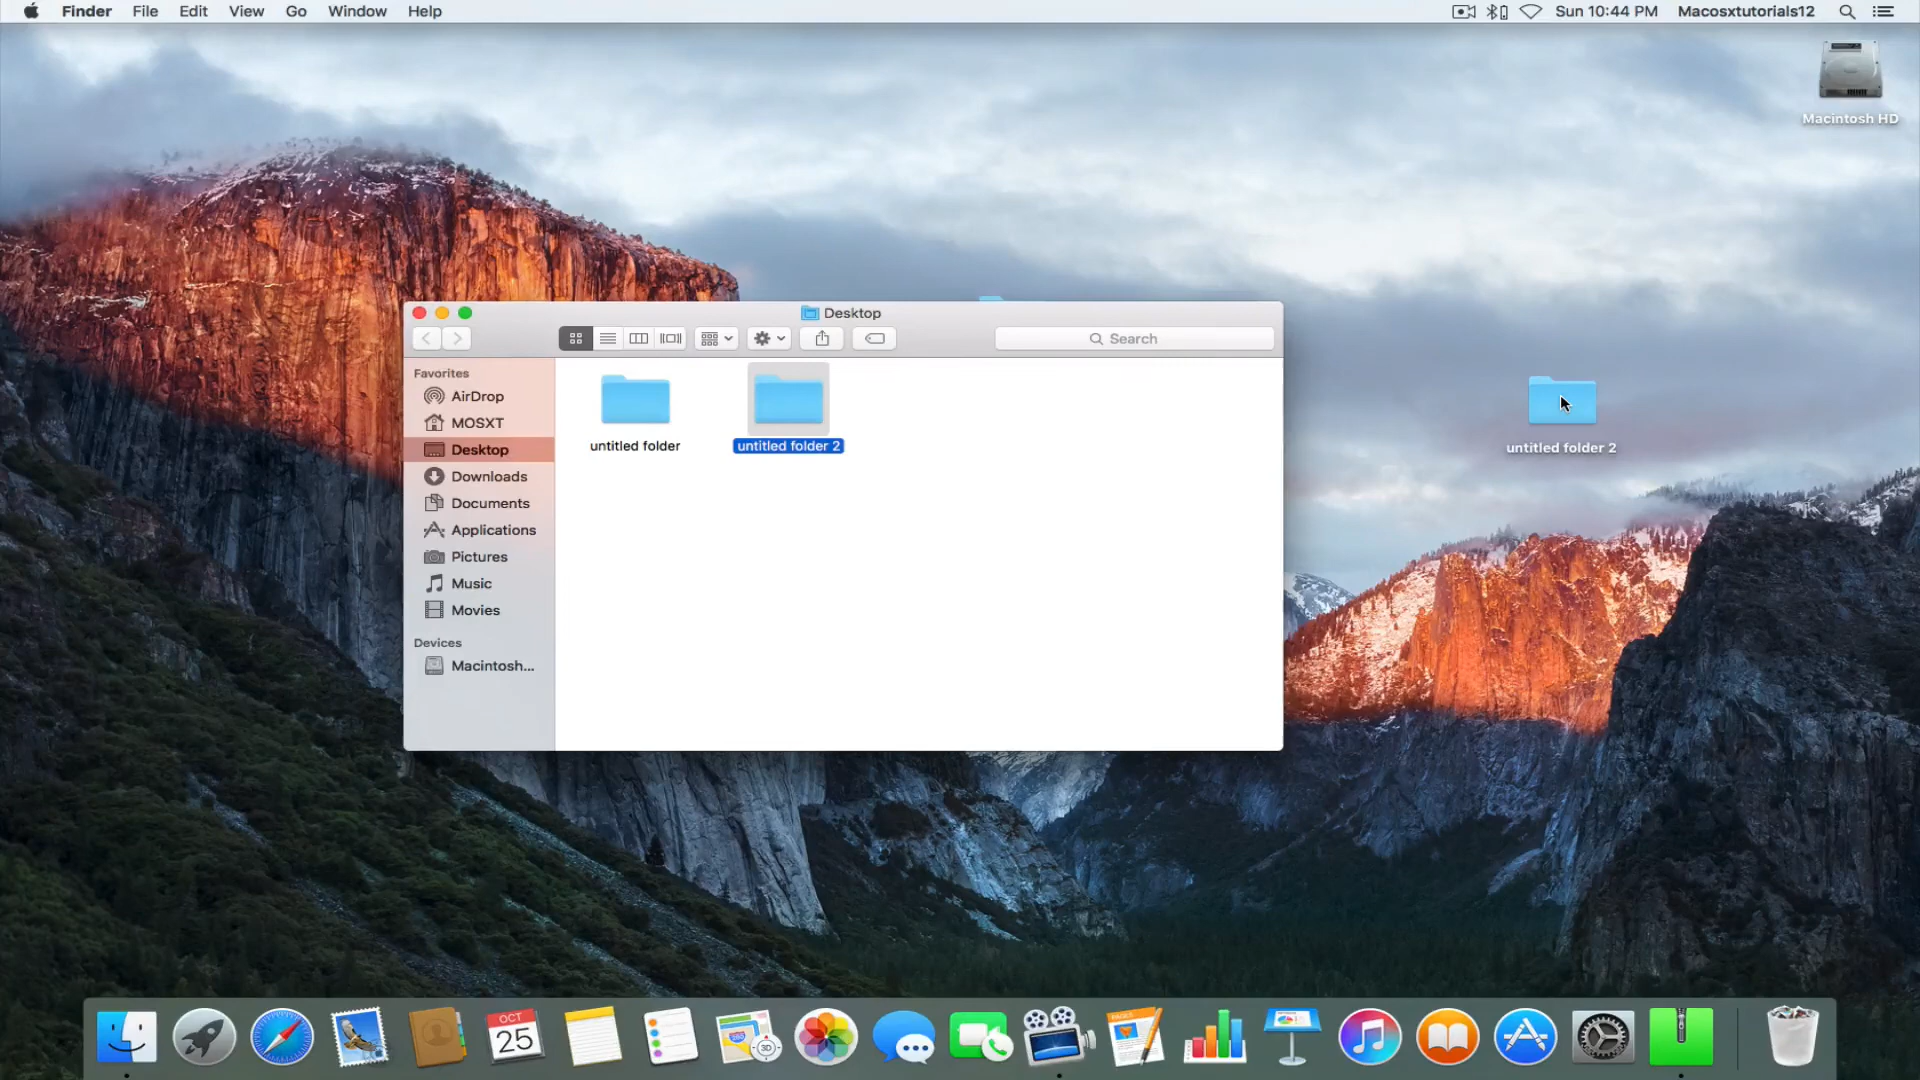 Finder File Edit View Go Window Help
Sun 10:44 PM Macosxtutorials12
Macintosh HD
Desktop
Search
Favorites
AirDrop
MOSXT
Desktop
Downloads
Documents
Applications
Pictures
Music
Movies
Devices
Macintosh...
untitled folder
untitled folder 2
untitled folder 2
OCT
25
3D
PAGES